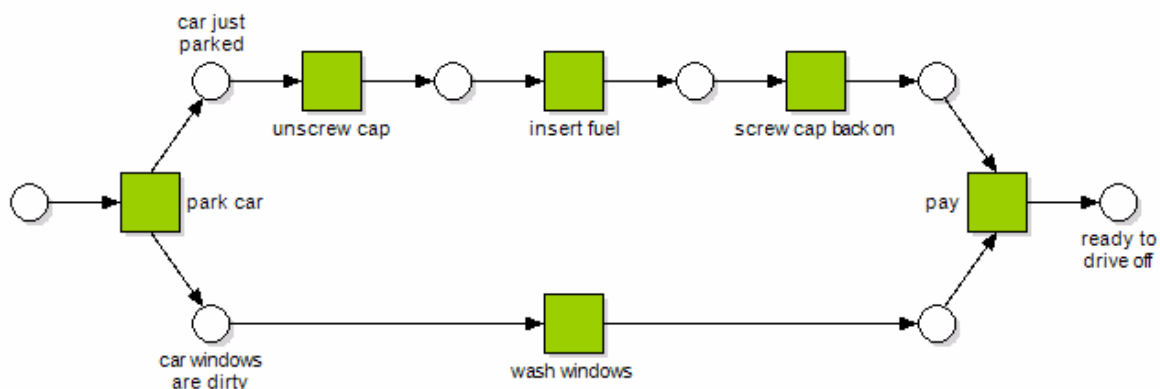 car just
parked
unscrew cap
insert fuel
screw cap back on
park car
pay
ready to
drive off
car windows
are dirty
wash windows